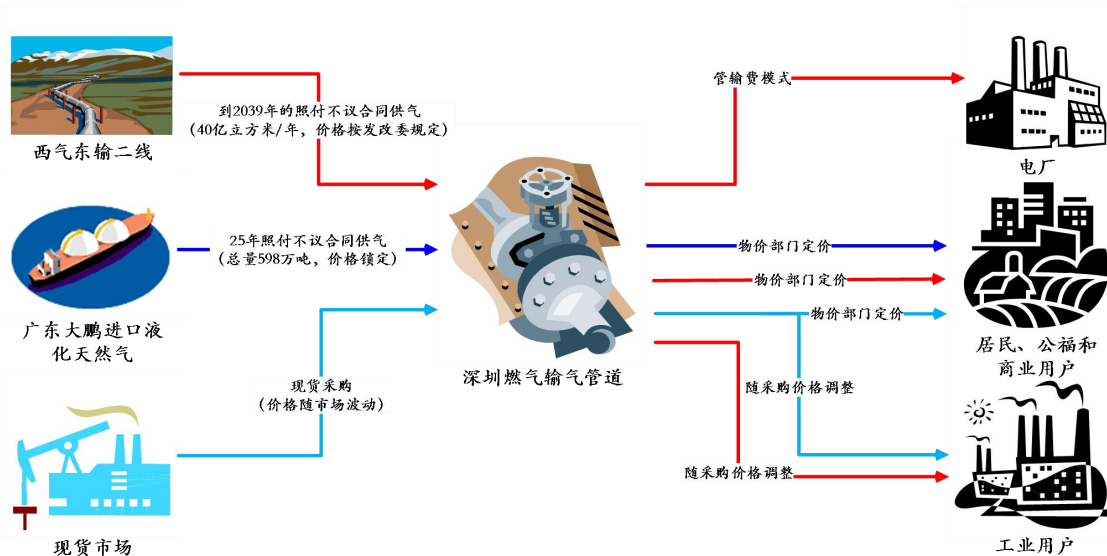 到2039年的照付不议合同供气
(40亿立方米/年，价格按发改委规定)
西气东输二线
25年照付不议合同供气
(总量598万吨，价格锁定)
广东大鹏进口液
化天然气
现货采购
(价格随市场波动)
现货市场
深圳燃气输气管道
管输费模式
电厂
物价部门定价
物价部门定价
物价部门定价
居民、公福和
商业用户
随采购价格调整
随采购价格调整
工业用户